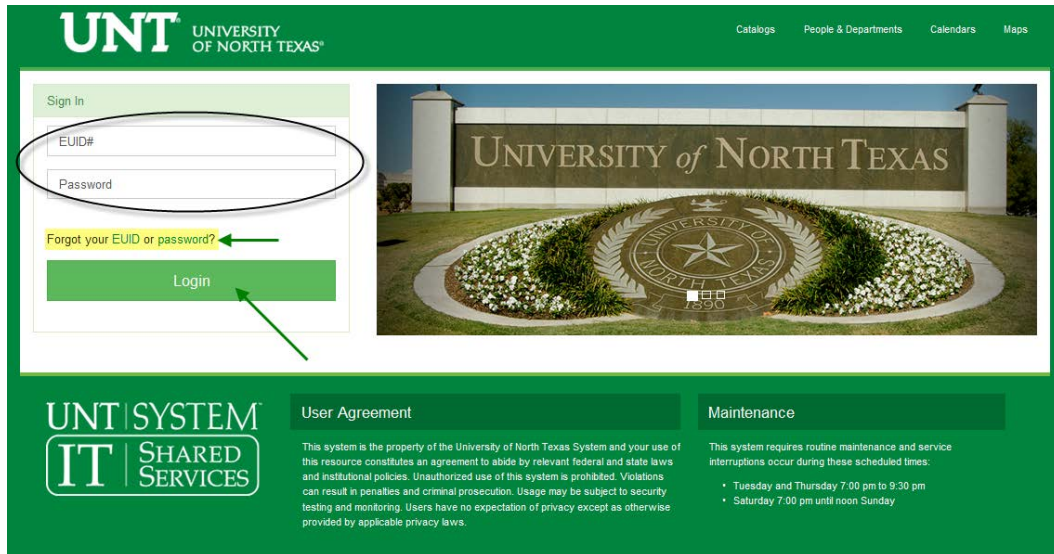 UNT® UNIVERSITY
OF NORTH TEXAS®
Catalogs People & Departments Calendars Maps
Sign In
EUID#
Password
Forgot your EUID or password?
Login
UNIVERSITY of NORTH TEXAS
UNIVERSITY OF
NORTH TEXAS
1890
UNT|SYSTEM™
IT | SHARED
SERVICES
User Agreement
This system is the property of the University of North Texas System and your use of
this resource constitutes an agreement to abide by relevant federal and state laws
and institutional policies. Unauthorized use of this system is prohibited. Violations
can result in penalties and criminal prosecution. Usage may be subject to security
testing and monitoring. Users have no expectation of privacy except as otherwise
provided by applicable privacy laws.
Maintenance
This system requires routine maintenance and service
interruptions occur during these scheduled times:
• Tuesday and Thursday 7:00 pm to 9:30 pm
• Saturday 7:00 pm until noon Sunday